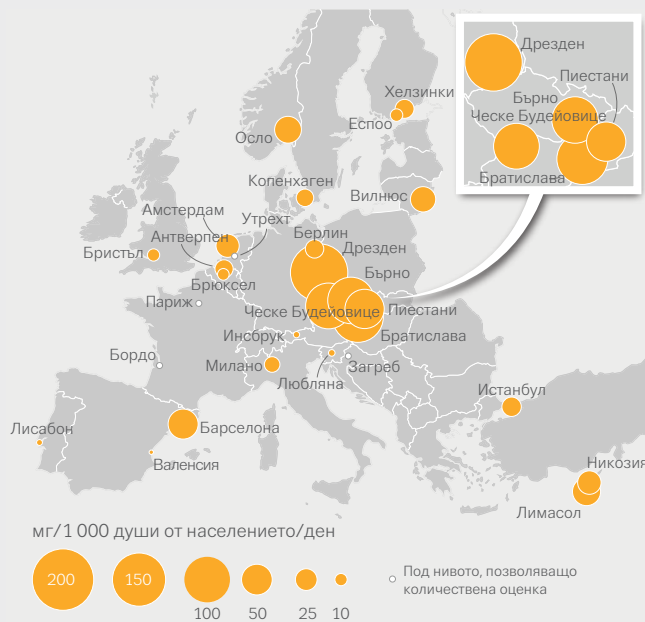 Дрезден
Пиестани
Бърно
Ческе Будейовице
Братислава
Хелзинки
Еспоо
Осло
Копенхаген
Вилнюс
Амстердам
Утрехт
Антверпен
Бристъл
Берлин
Дрезден
Бърно
Брюксел
Париж
Ческе Будейовице
Пиестани
Инсбрук
Братислава
Бордо
Милано
Загреб
Любляна
Истанбул
Лисабон
Барселона
Валенсия
Никозия
Лимасол
мг/1 000 души от населението/ден
200
150
100
50
25
10
Под нивото, позволяващо
количествена оценка